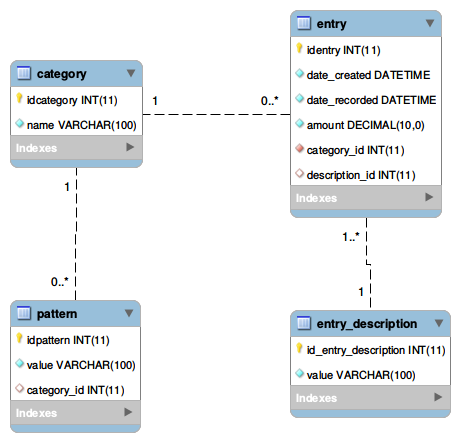 category
idcategory INT(11)
name VARCHAR(100)
Indexes
1
0..*
entry
identry INT(11)
date_created DATETIME
date_recorded DATETIME
amount DECIMAL(10,0)
category_id INT(11)
description_id INT(11)
Indexes
1
0..*
1..*
1
pattern
idpattern INT(11)
value VARCHAR(100)
category_id INT(11)
Indexes
entry_description
id_entry_description INT(11)
value VARCHAR(100)
Indexes